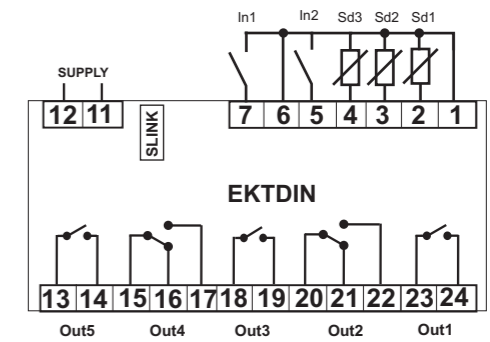 In1 In2 Sd3 Sd2 Sd1
SUPPLY
12 11 7 6 5 4 3 2 1
SLINK
EKTDIN
13 14 15 16 17 18 19 20 21 22 23 24
Out5 Out4 Out3 Out2 Out1